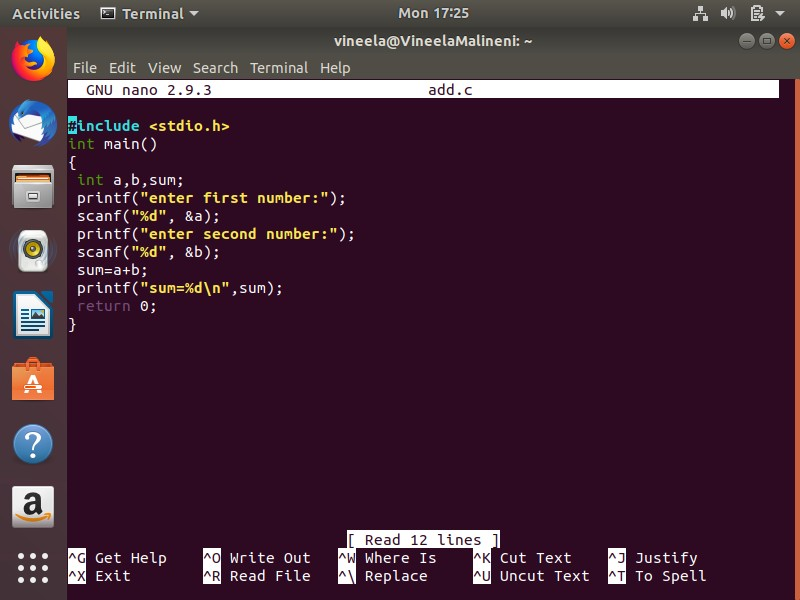 Activities Terminal Mon 17:25
vineela@VineelaMalineni: ~
File Edit View Search Terminal Help
GNU nano 2.9.3 add.c
#include <stdio.h>
int main()
{
int a,b,sum;
printf("enter first number:");
scanf("%d", &a);
printf("enter second number:");
scanf("%d", &b);
sum=a+b;
printf("sum=%d\n",sum);
return 0;
}
[ Read 12 lines ]
^G Get Help ^O Write Out ^W Where Is ^K Cut Text ^J Justify
^X Exit ^R Read File ^\ Replace ^U Uncut Text ^T To Spell